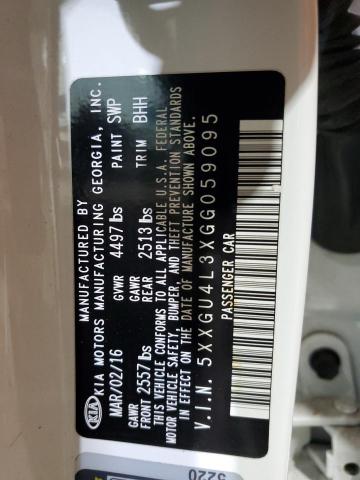 MANUFACTURED BY
KIA KIA MOTORS MANUFACTURING GEORGIA, INC.
MAR/02/16 GVWR 4497 lbs PAINT SWP
GAWR FRONT 2557 lbs GAWR REAR 2513 lbs TRIM BHH
THIS VEHICLE CONFORMS TO ALL APPLICABLE U.S.A. FEDERAL
MOTOR VEHICLE SAFETY, BUMPER, AND THEFT PREVENTION STANDARDS
IN EFFECT ON THE DATE OF MANUFACTURE SHOWN ABOVE.
V.I.N. 5XXGU4L3XGG059095
PASSENGER CAR
5220